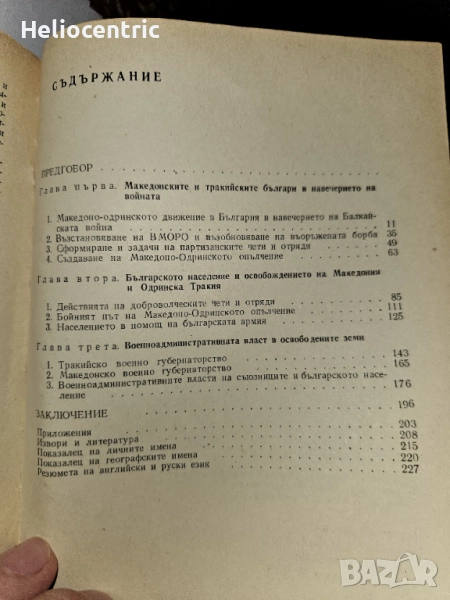 Heliocentric
СЪДЪРЖАНИЕ
ПРЕДГОВОР
Глава първа. Македонските и тракийските българи в навечерието на
войната
1. Македоно-одринското движение в България в навечерието на Балкан-
ската война 11
2. Възстановяване на ВМОРО и възобновяване на въоръжената борба 35
3. Сформиране и задачи на партизанските чети и отряди 49
4. Създаване на Македоно-Одринското опълчение 63
Глава втора. Българското население и освобождението на Македония
и Одринска Тракия
1. Действията на доброволческите чети и отряди 85
2. Бойният път на Македоно-Одринското опълчение 111
3. Населението в помощ на българската армия 125
Глава трета. Военноадминистративната власт в освободените земи
1. Тракийско военно губернаторство 143
2. Македонско военно губернаторство 165
3. Военноадминистративните власти на съюзниците и българското насе-
ление 176
ЗАКЛЮЧЕНИЕ 196
Приложения 203
Извори и литература 208
Показалец на личните имена 215
Показалец на географските имена 220
Резюмета на английски и руски език 227
BAZAR
bg